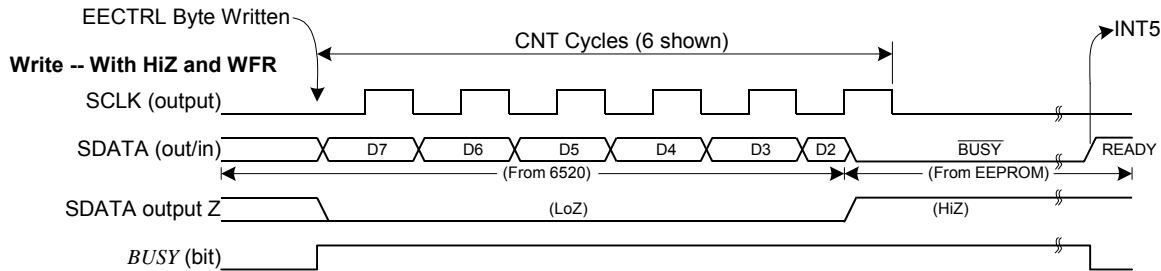 EECTRL Byte Written
INT5
CNT Cycles (6 shown)
Write -- With HiZ and WFR
SCLK (output)
SDATA (out/in) D7 D6 D5 D4 D3 D2 BUSY READY
(From 6520) (From EEPROM)
SDATA output Z (LoZ) (HiZ)
BUSY (bit)